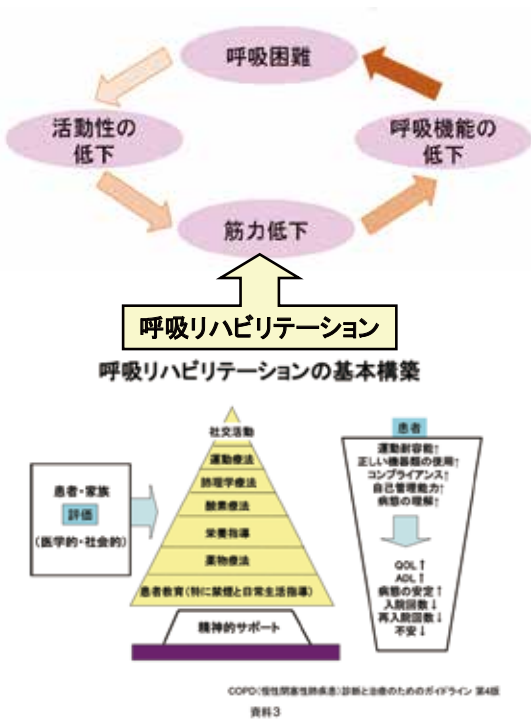 呼吸困難
活動性の
低下
呼吸機能の
低下
筋力低下
呼吸リハビリテーション
呼吸リハビリテーションの基本構築
社交活動
運動療法
肺理学療法
酸素療法
栄養指導
薬物療法
患者教育(特に禁煙と日常生活指導)
精神的サポート
患者・家族
評価
(医学的・社会的)
患者
運動耐容能↑
正しい機器類の使用↑
コンプライアンス↑
自己管理能力↑
病態の理解↑
QOL↑
ADL↑
病態の安定↑
入院回数↓
再入院回数↓
不安↓
COPD(慢性閉塞性肺疾患)診断と治療のためのガイドライン 第4版
資料3